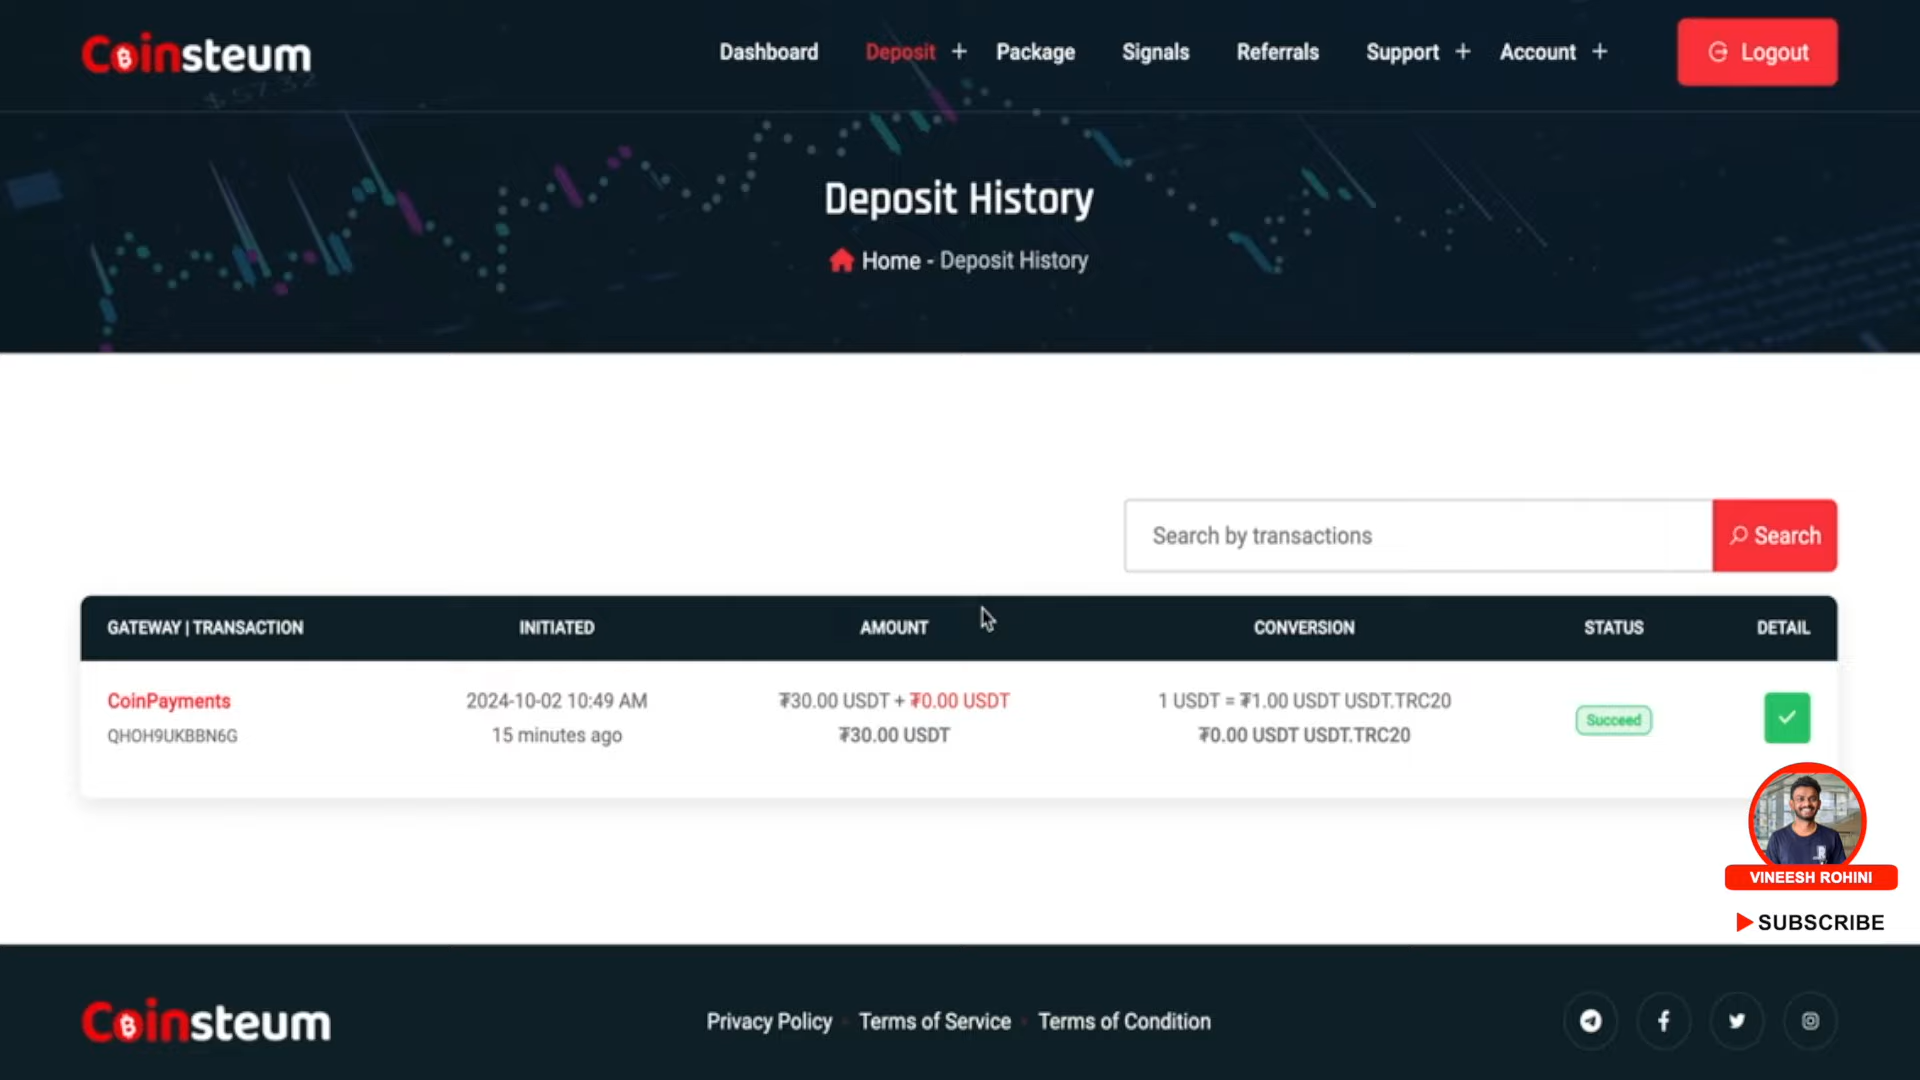 Coinsteum
Dashboard
Deposit +
Package
Signals
Referrals
Support +
Account +
Logout
$57.32
Deposit History
Home - Deposit History
Search by transactions
Search
GATEWAY | TRANSACTION
INITIATED
AMOUNT
CONVERSION
STATUS
DETAIL
CoinPayments
2024-10-02 10:49 AM
₮30.00 USDT + ₮0.00 USDT
1 USDT = ₮1.00 USDT USDT.TRC20
Succeed
QHOH9UKBBN6G
15 minutes ago
₮30.00 USDT
₮0.00 USDT USDT.TRC20
VINEESH ROHINI
SUBSCRIBE
Coinsteum
Privacy Policy
Terms of Service
Terms of Condition